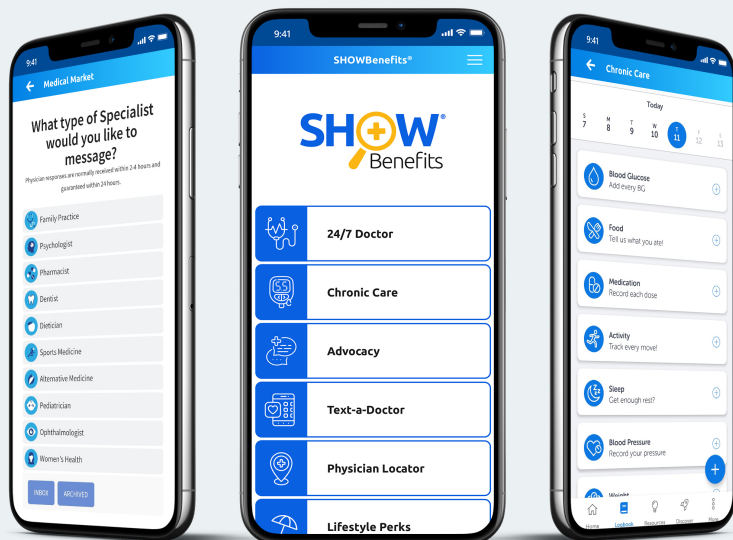 9:41
Medical Market
What type of Specialist
would you like to
message?
Physician responses are normally received within 2-4 hours and
guaranteed within 24 hours.
Family Practice
Psychologist
Pharmacist
Dentist
Dietician
Sports Medicine
Alternative Medicine
Pediatrician
Ophthalmologist
Women's Health
INBOX ARCHIVED
9:41
SHOWBenefits®
SHOW®
Benefits
24/7 Doctor
5.5
Chronic Care
Advocacy
Text-a-Doctor
Physician Locator
Lifestyle Perks
9:41
Chronic Care
Today
S M T W T F S
7 8 9 10 11 12 13
Blood Glucose
Add every BG
Food
Tell us what you ate!
Medication
Record each dose
Activity
Track every move!
Sleep
Get enough rest?
Blood Pressure
Record your pressure
Weight
Home Logbook Resources Discover More